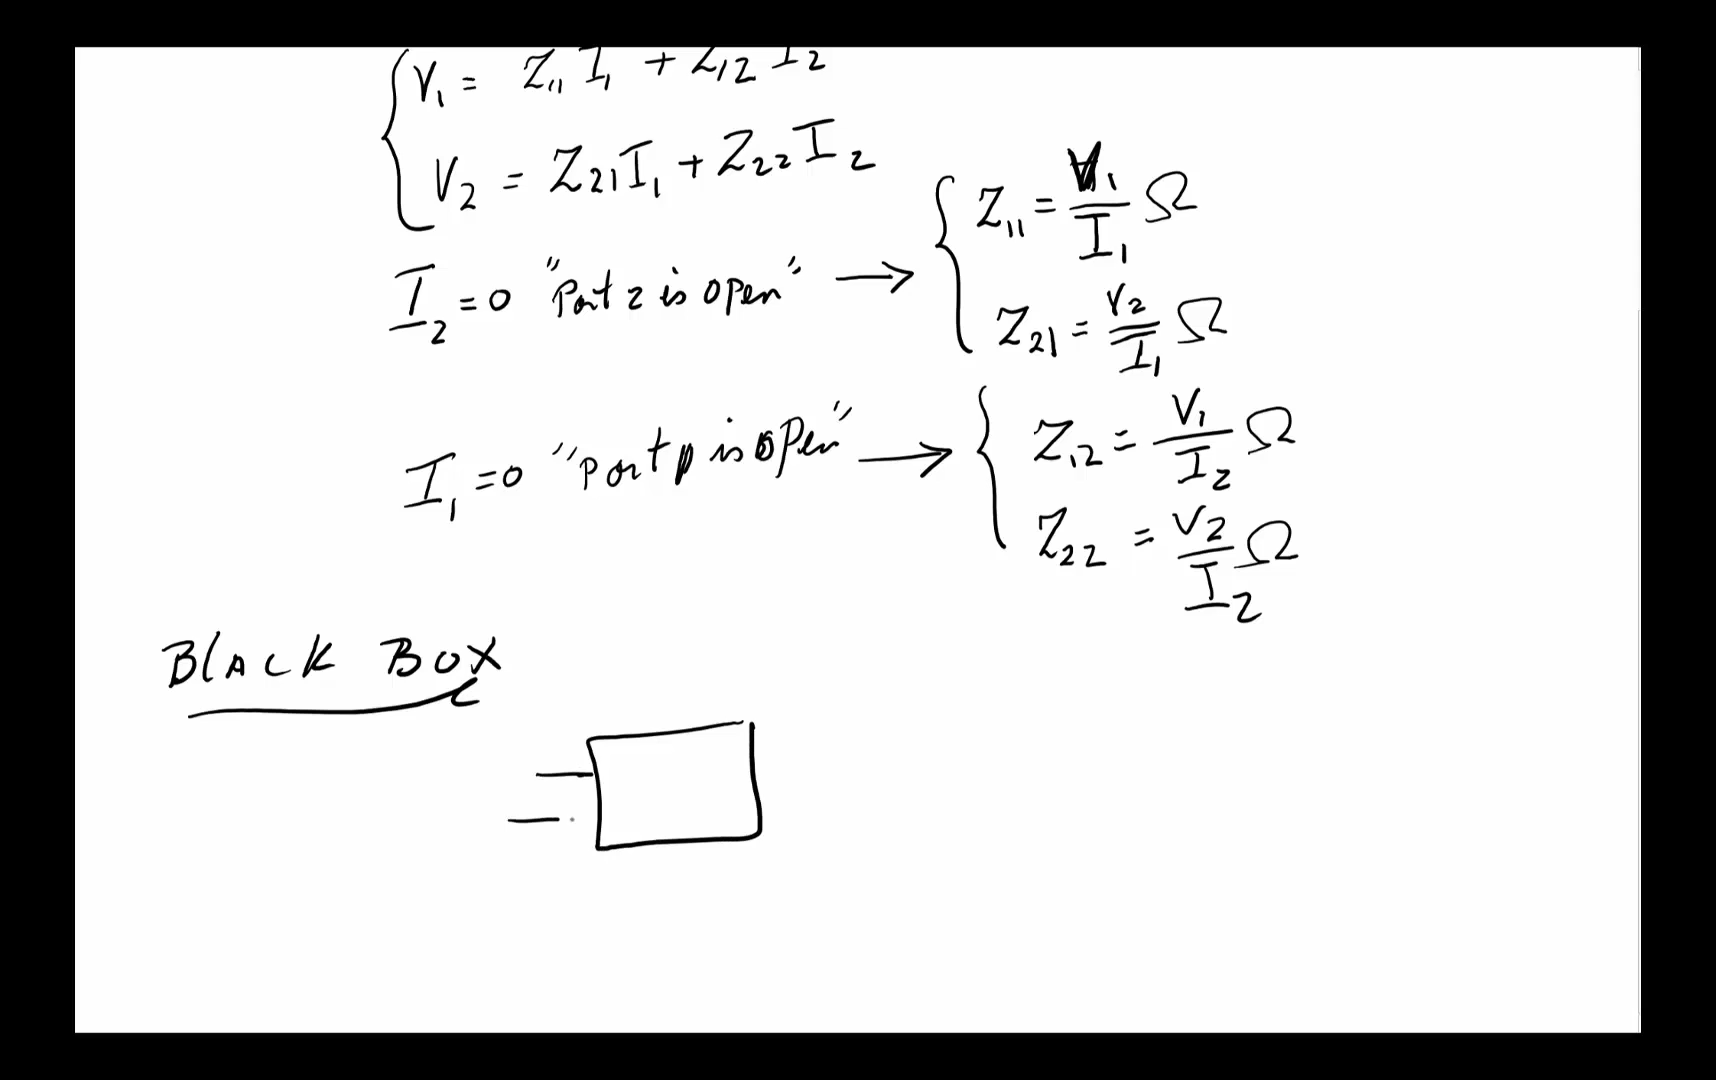 V₁ = Z₁₁ I₁ + Z₁₂ I₂
V₂ = Z₂₁ I₁ + Z₂₂ I₂
I₂ = 0 "Port 2 is open" → Z₁₁ = V₁/I₁ Ω
Z₂₁ = V₂/I₁ Ω
I₁ = 0 "Port 1 is open" → Z₁₂ = V₁/I₂ Ω
Z₂₂ = V₂/I₂ Ω
BLACK BOX